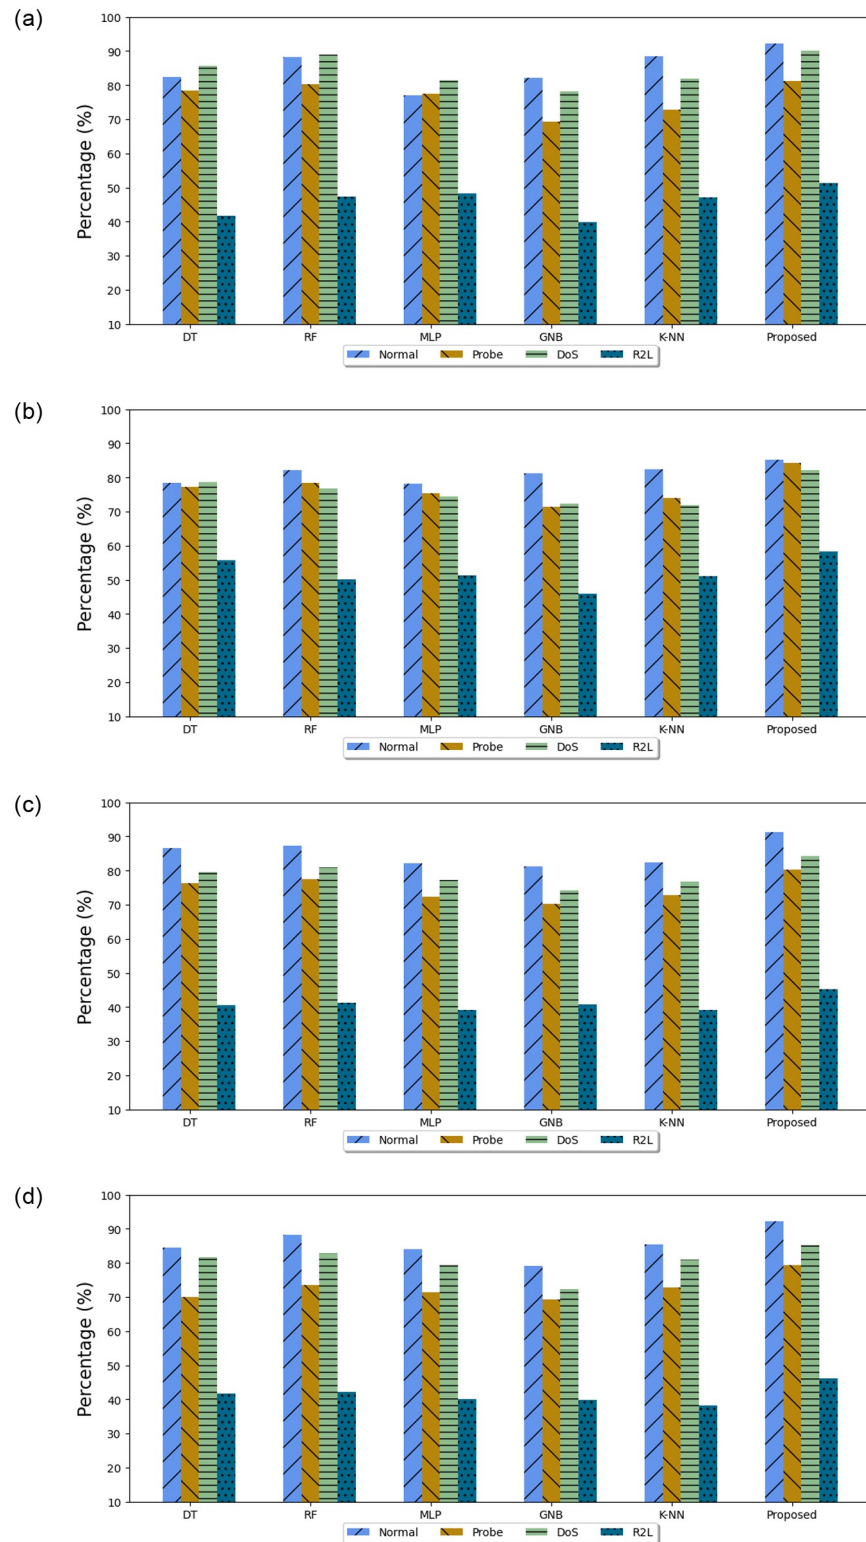 (a)
100
90
80
70
60
50
40
30
20
10
Percentage (%)
DT RF MLP GNB K-NN Proposed
Normal Probe DoS R2L
(b)
100
90
80
70
60
50
40
30
20
10
Percentage (%)
DT RF MLP GNB K-NN Proposed
Normal Probe DoS R2L
(c)
100
90
80
70
60
50
40
30
20
10
Percentage (%)
DT RF MLP GNB K-NN Proposed
Normal Probe DoS R2L
(d)
100
90
80
70
60
50
40
30
20
10
Percentage (%)
DT RF MLP GNB K-NN Proposed
Normal Probe DoS R2L